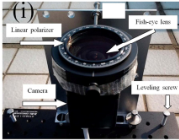 (i)
Fish-eye lens
Linear polarizer
Camera
Leveling screw